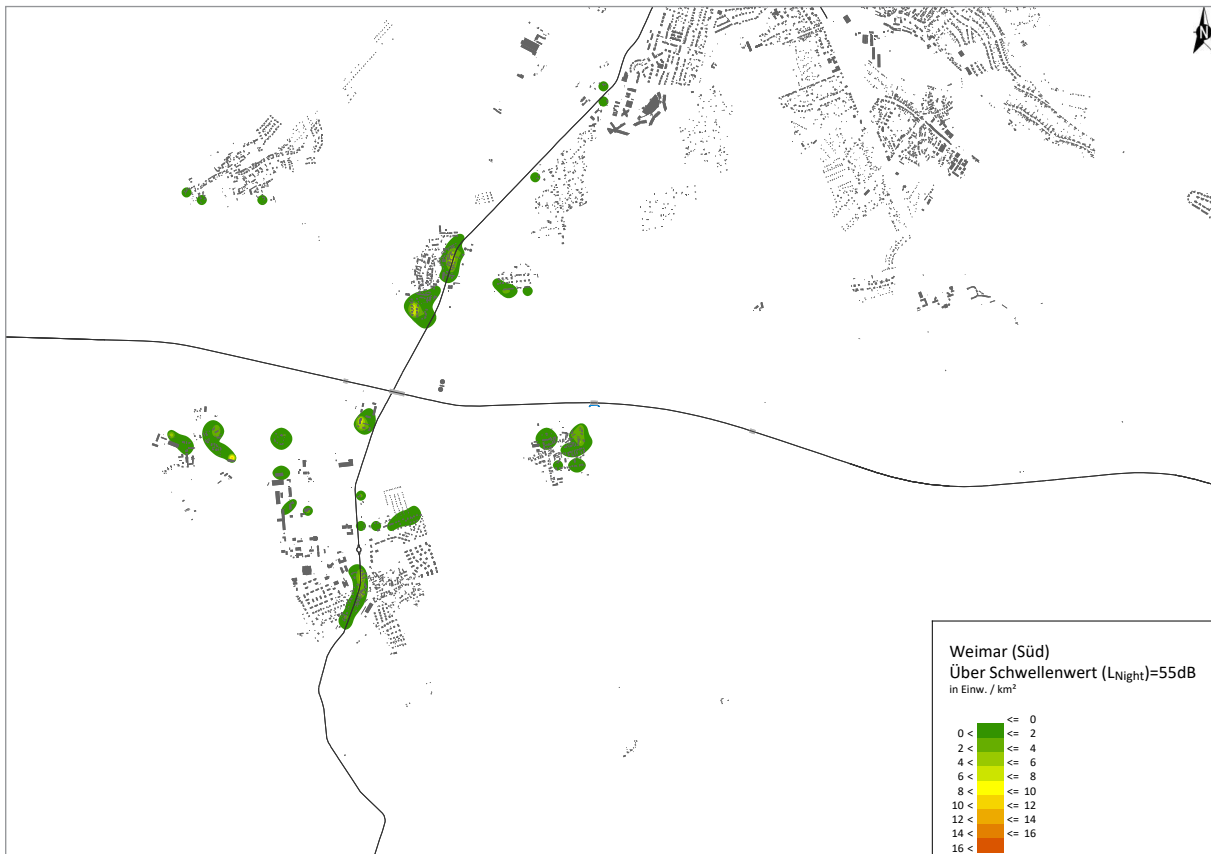 N
Weimar (Süd)
Über Schwellenwert (LNight)=55dB
in Einw. / km²
<= 0
0 < <= 2
2 < <= 4
4 < <= 6
6 < <= 8
8 < <= 10
10 < <= 12
12 < <= 14
14 < <= 16
16 <